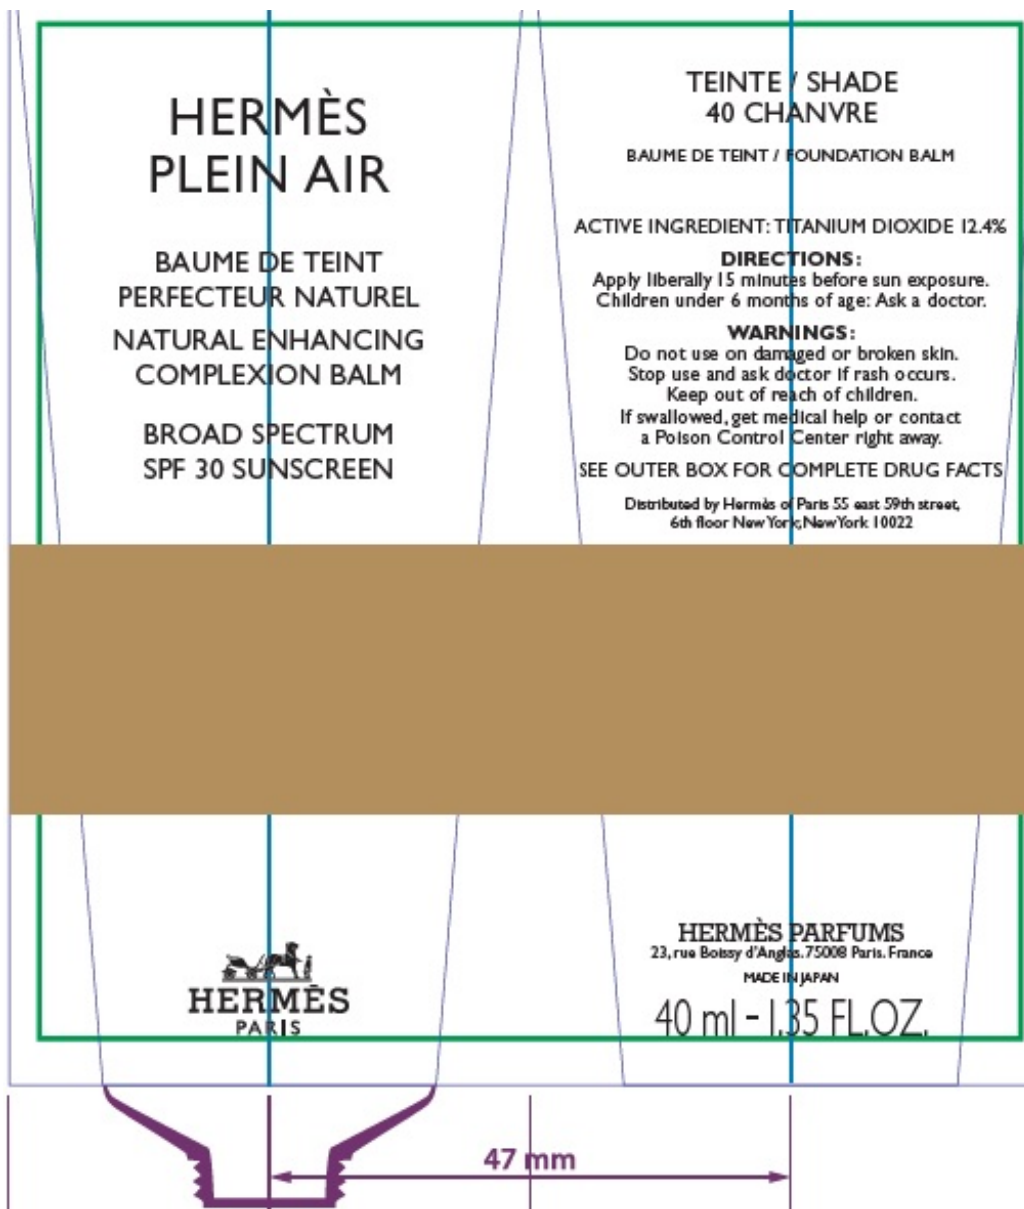 HERMÈS
PLEIN AIR
BAUME DE TEINT
PERFECTEUR NATUREL
NATURAL ENHANCING
COMPLEXION BALM
BROAD SPECTRUM
SPF 30 SUNSCREEN
HERMÈS
PARIS
TEINTE / SHADE
40 CHANVRE
BAUME DE TEINT / FOUNDATION BALM
ACTIVE INGREDIENT: TITANIUM DIOXIDE 12.4%
DIRECTIONS:
Apply liberally 15 minutes before sun exposure.
Children under 6 months of age: Ask a doctor.
WARNINGS:
Do not use on damaged or broken skin.
Stop use and ask doctor if rash occurs.
Keep out of reach of children.
If swallowed, get medical help or contact
a Poison Control Center right away.
SEE OUTER BOX FOR COMPLETE DRUG FACTS
Distributed by Hermès of Paris 55 east 59th street,
6th floor New York, New York 10022
HERMÈS PARFUMS
23, rue Boissy d'Anglas. 75008 Paris. France
MADE IN JAPAN
40 ml - 1.35 FL.OZ.
47 mm